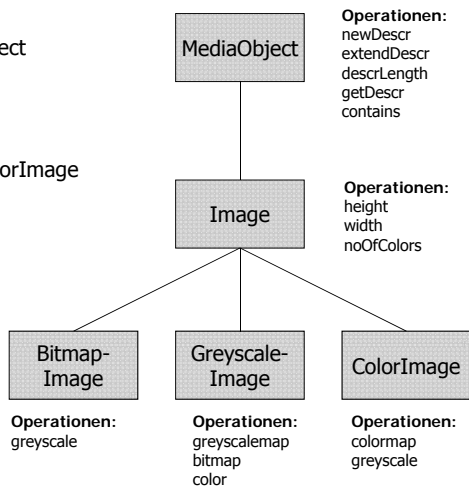 ect
MediaObject
Operationen:
newDescr
extendDescr
descrLength
getDescr
contains
orImage
Image
Operationen:
height
width
noOfColors
Bitmap-
Image
Greyscale-
Image
ColorImage
Operationen:
greyscale
Operationen:
greyscalemap
bitmap
color
Operationen:
colormap
greyscale